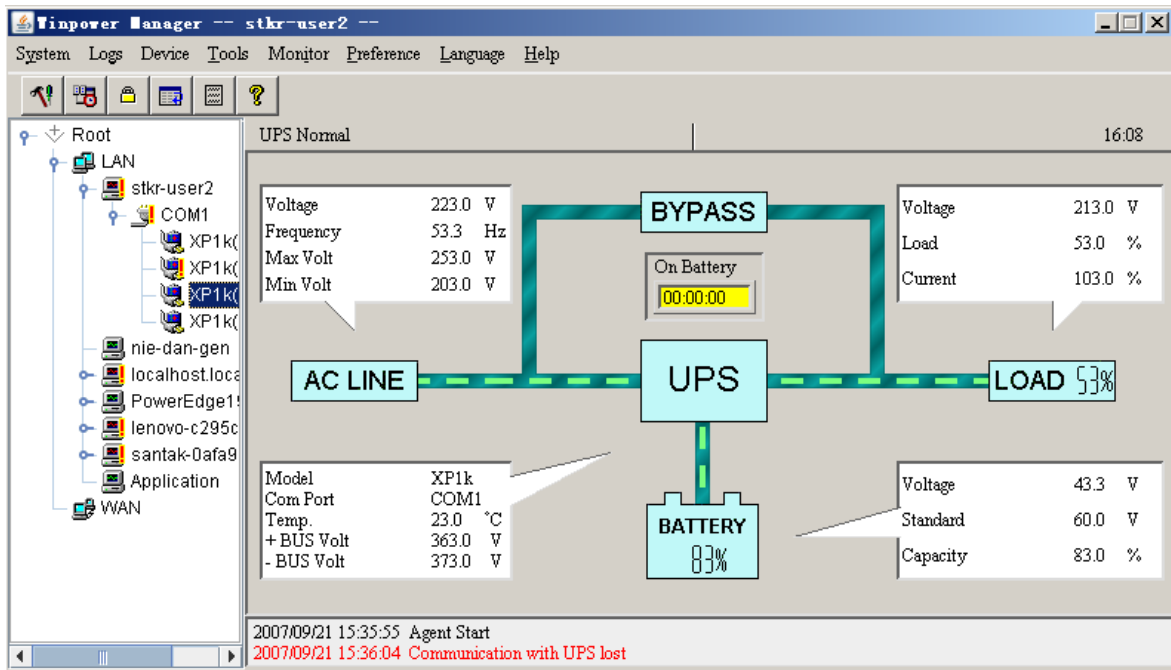 Winpower Manager -- stkr-user2 --
System Logs Device Tools Monitor Preference Language Help
Root
LAN
stkr-user2
COM1
XP1k(
XP1k(
XP1k(
XP1k(
nie-dan-gen
localhost.loca
PowerEdge19
lenovo-c295c
santak-0afa9
Application
WAN
UPS Normal 16:08
Voltage 223.0 V
Frequency 53.3 Hz
Max Volt 253.0 V
Min Volt 203.0 V
BYPASS
On Battery
00:00:00
Voltage 213.0 V
Load 53.0 %
Current 103.0 %
AC LINE
UPS
LOAD 53%
Model XP1k
Com Port COM1
Temp. 23.0 °C
+ BUS Volt 363.0 V
- BUS Volt 373.0 V
BATTERY
83%
Voltage 43.3 V
Standard 60.0 V
Capacity 83.0 %
2007/09/21 15:35:55 Agent Start
2007/09/21 15:36:04 Communication with UPS lost